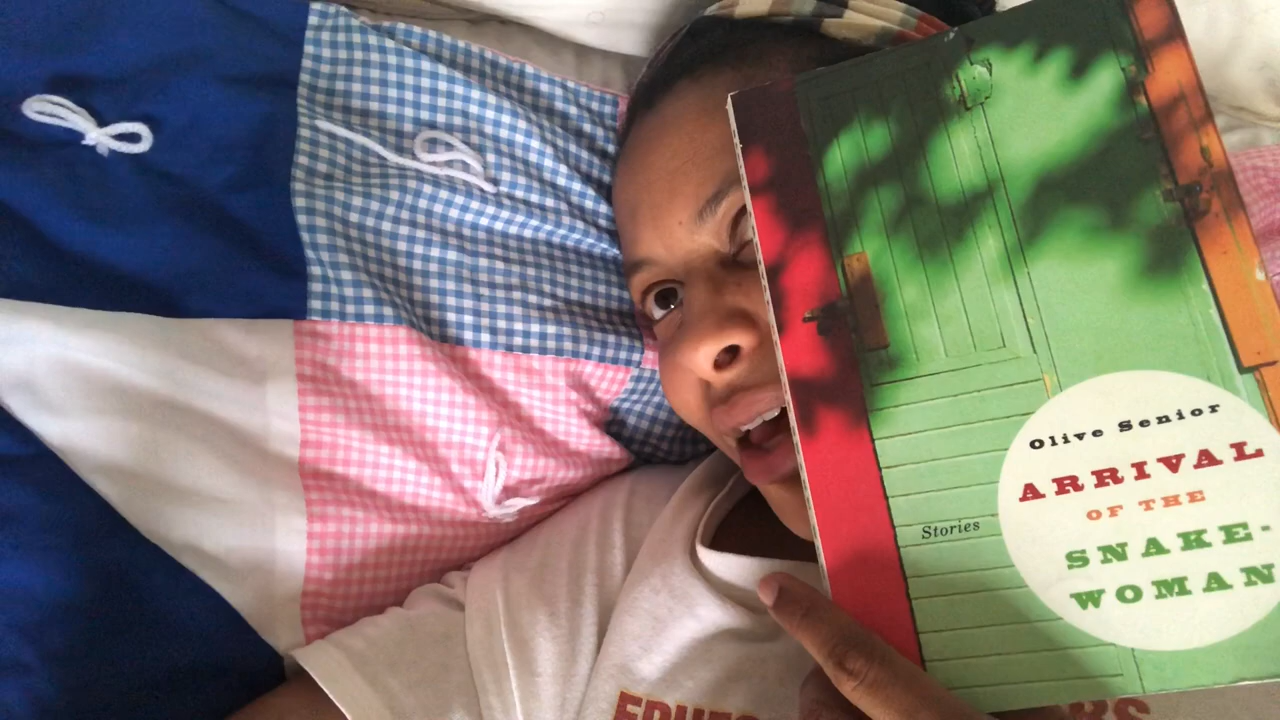 Olive Senior
ARRIVAL
OF THE
SNAKE-
WOMAN
Stories